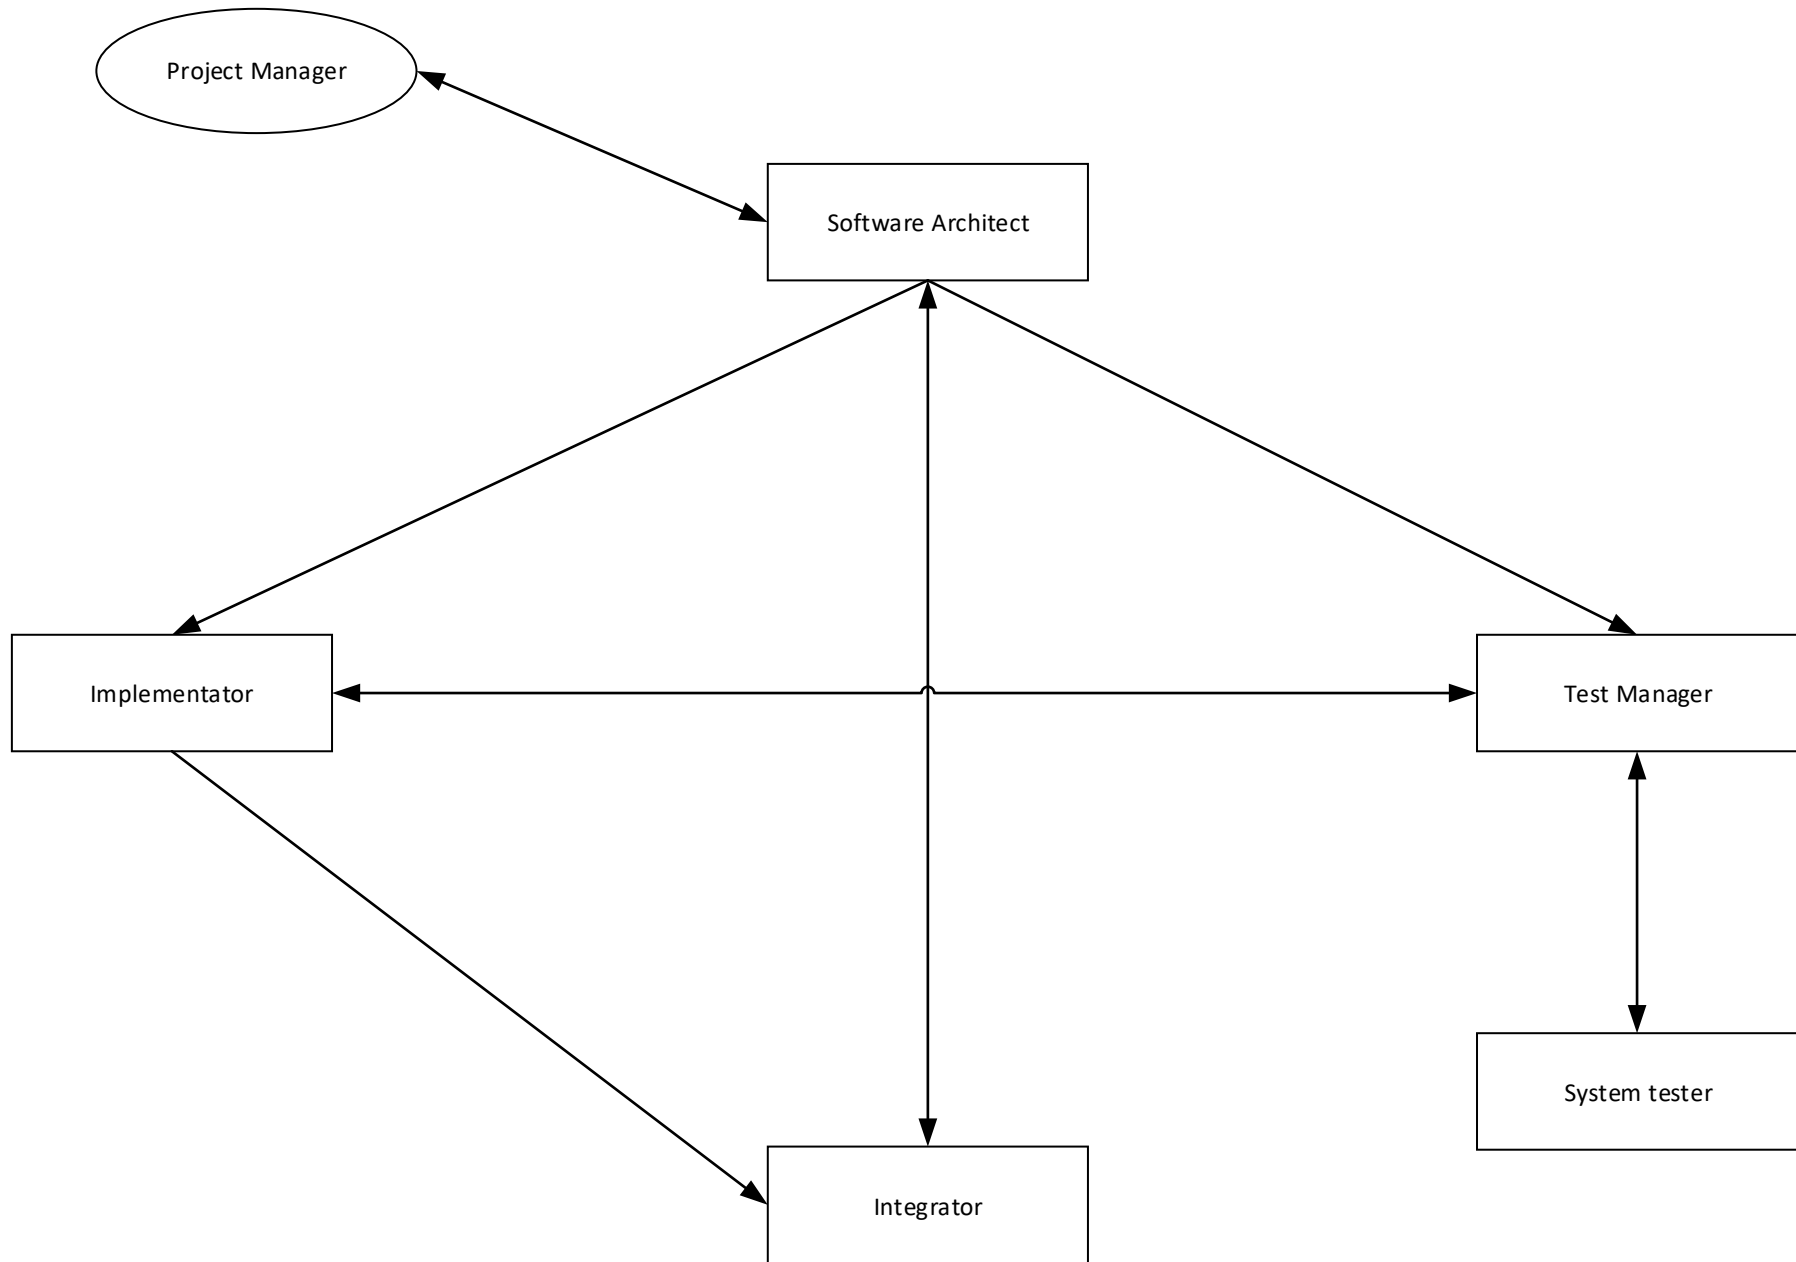 Project Manager
Software Architect
Implementator
Test Manager
System tester
Integrator